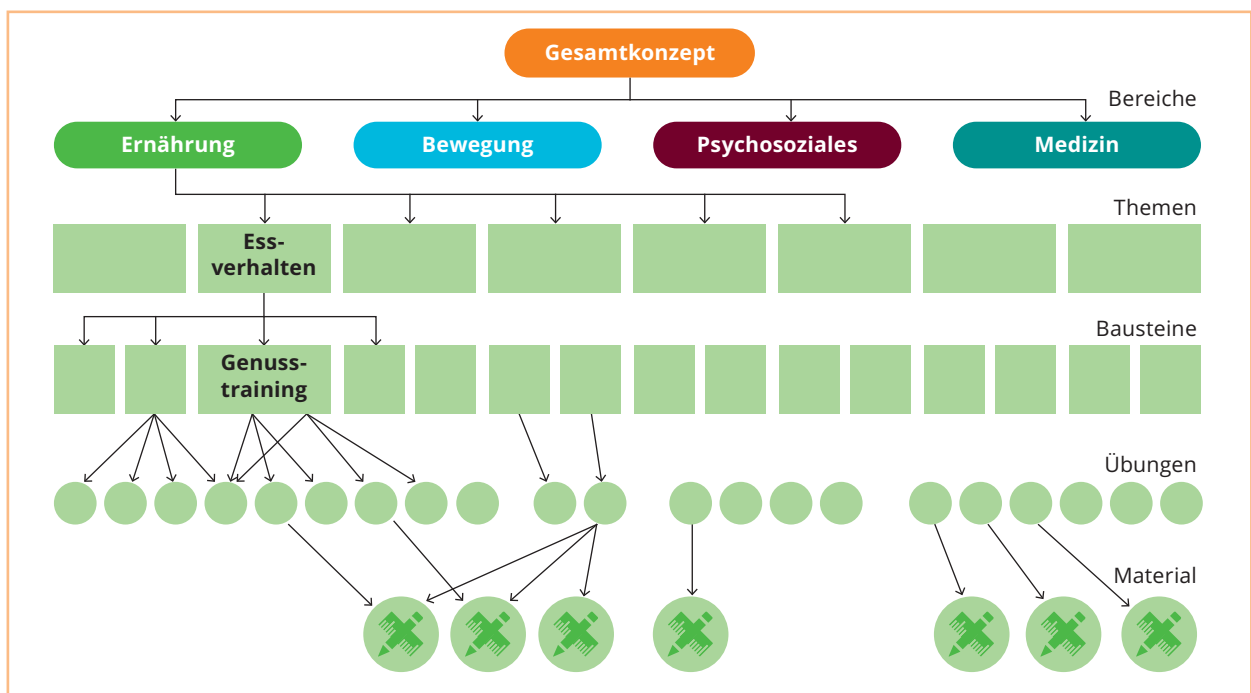 Gesamtkonzept
Bereiche
Ernährung
Bewegung
Psychosoziales
Medizin
Themen
Ess-
verhalten
Bausteine
Genuss-
training
Übungen
Material